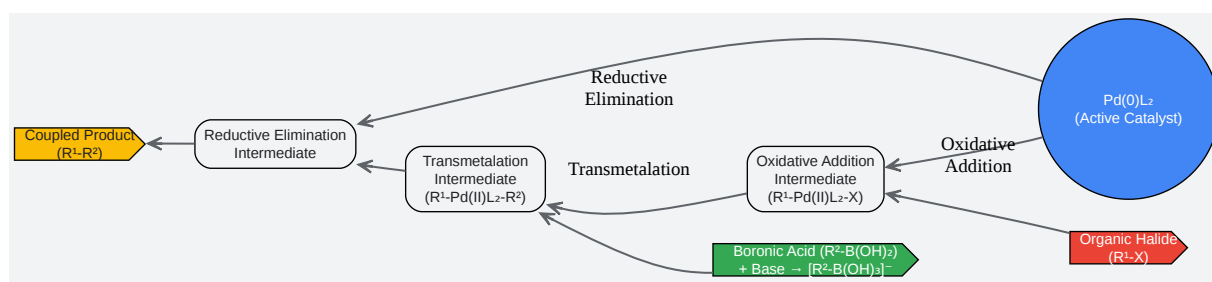 Reductive
Elimination
Pd(0)L₂
(Active Catalyst)
Coupled Product
(R¹-R²)
Reductive Elimination
Intermediate
Transmetalation
Intermediate
(R¹-Pd(II)L₂-R²)
Transmetalation
Oxidative Addition
Intermediate
(R¹-Pd(II)L₂-X)
Oxidative
Addition
Boronic Acid (R²-B(OH)₂)
+ Base → [R²-B(OH)₃]⁻
Organic Halide
(R¹-X)